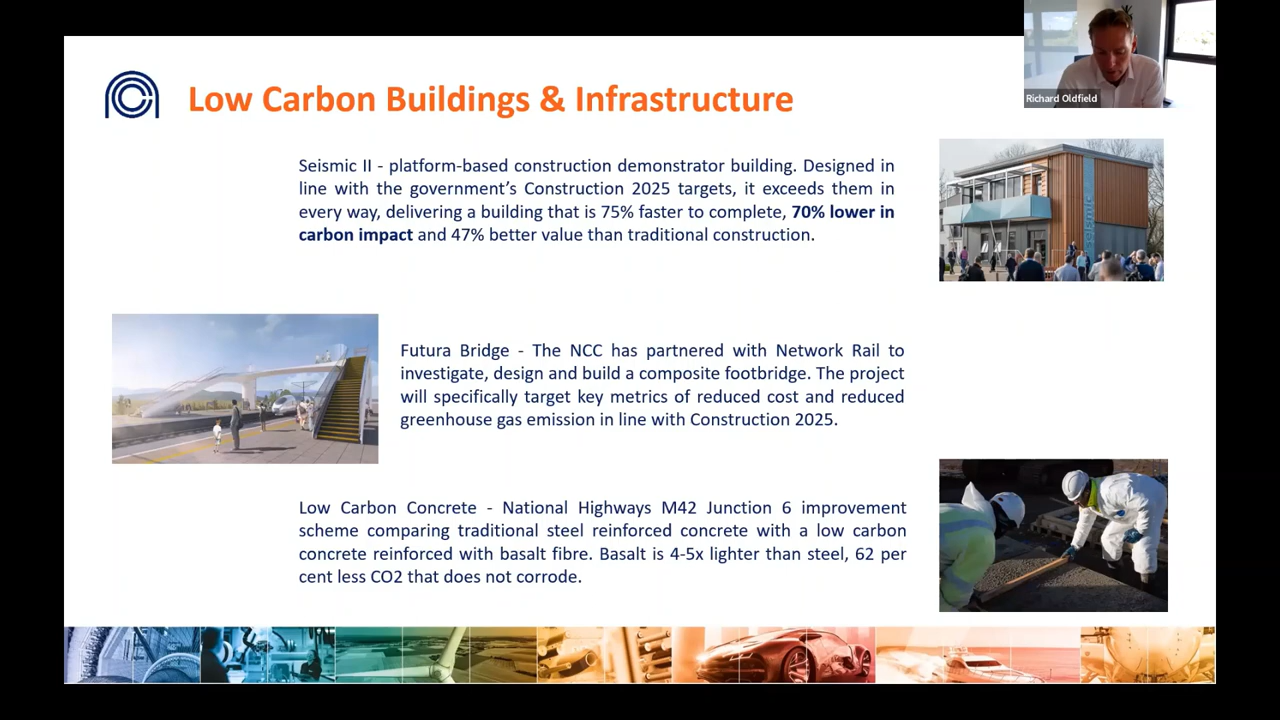 Low Carbon Buildings & Infrastructure
Richard Oldfield
Seismic II - platform-based construction demonstrator building. Designed in
line with the government’s Construction 2025 targets, it exceeds them in
every way, delivering a building that is 75% faster to complete, 70% lower in
carbon impact and 47% better value than traditional construction.
seismic
Futura Bridge - The NCC has partnered with Network Rail to
investigate, design and build a composite footbridge. The project
will specifically target key metrics of reduced cost and reduced
greenhouse gas emission in line with Construction 2025.
Low Carbon Concrete - National Highways M42 Junction 6 improvement
scheme comparing traditional steel reinforced concrete with a low carbon
concrete reinforced with basalt fibre. Basalt is 4-5x lighter than steel, 62 per
cent less CO2 that does not corrode.